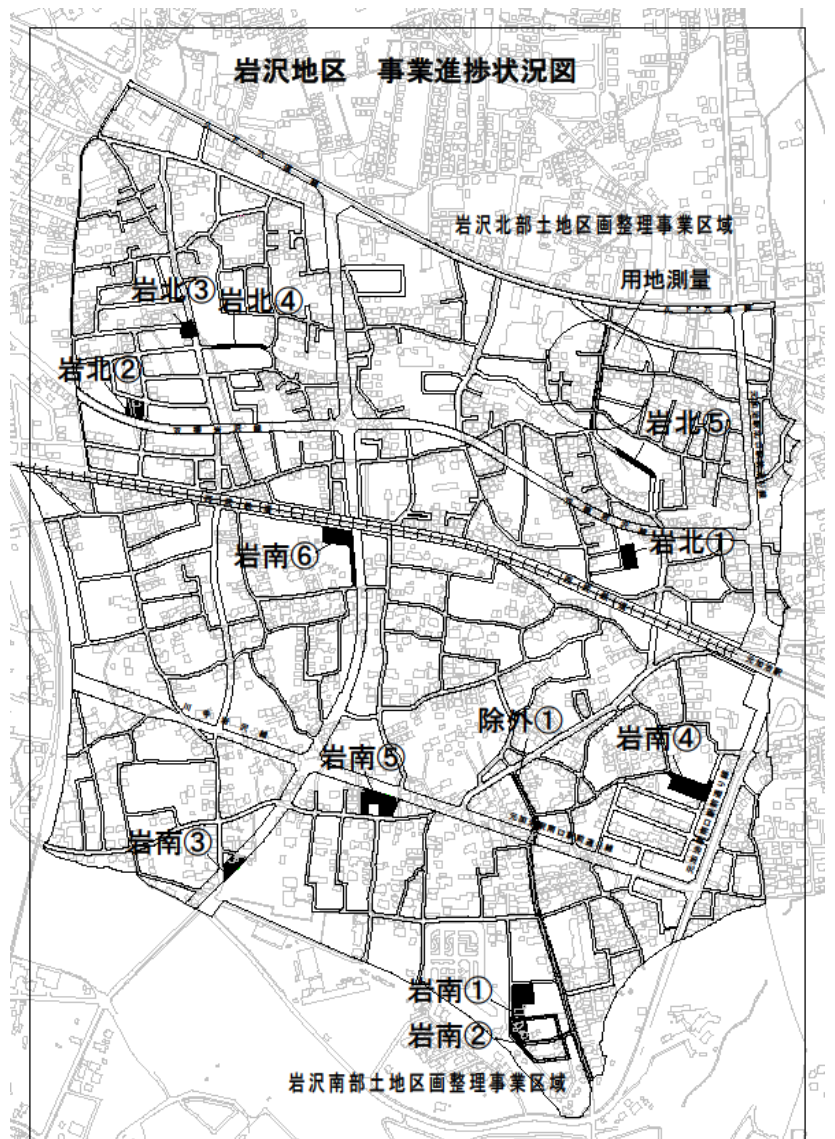 岩沢地区 事業進捗状況図
岩沢北部土地区画整理事業区域
用地測量
岩北③
岩北④
岩北②
岩北⑤
岩北①
岩南⑥
除外①
岩南④
岩南⑤
岩南③
岩南①
岩南②
岩沢南部土地区画整理事業区域